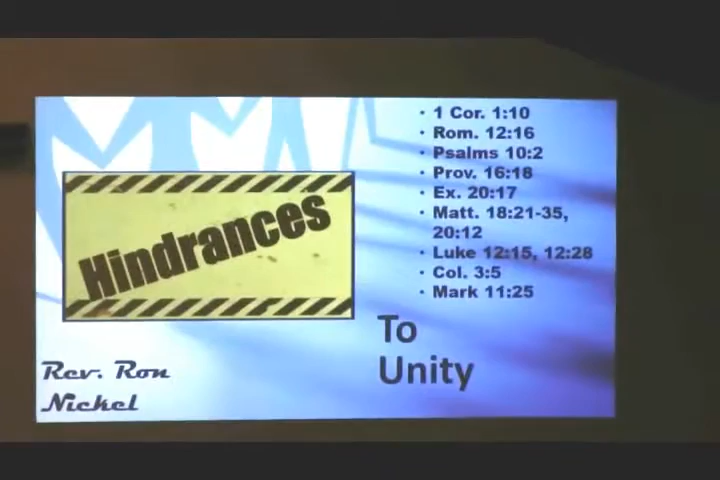 Hindrances
To
Unity
• 1 Cor. 1:10
• Rom. 12:16
• Psalms 10:2
• Prov. 16:18
• Ex. 20:17
• Matt. 18:21-35,
20:12
• Luke 12:15, 12:28
• Col. 3:5
• Mark 11:25
Rev. Ron
Nickel